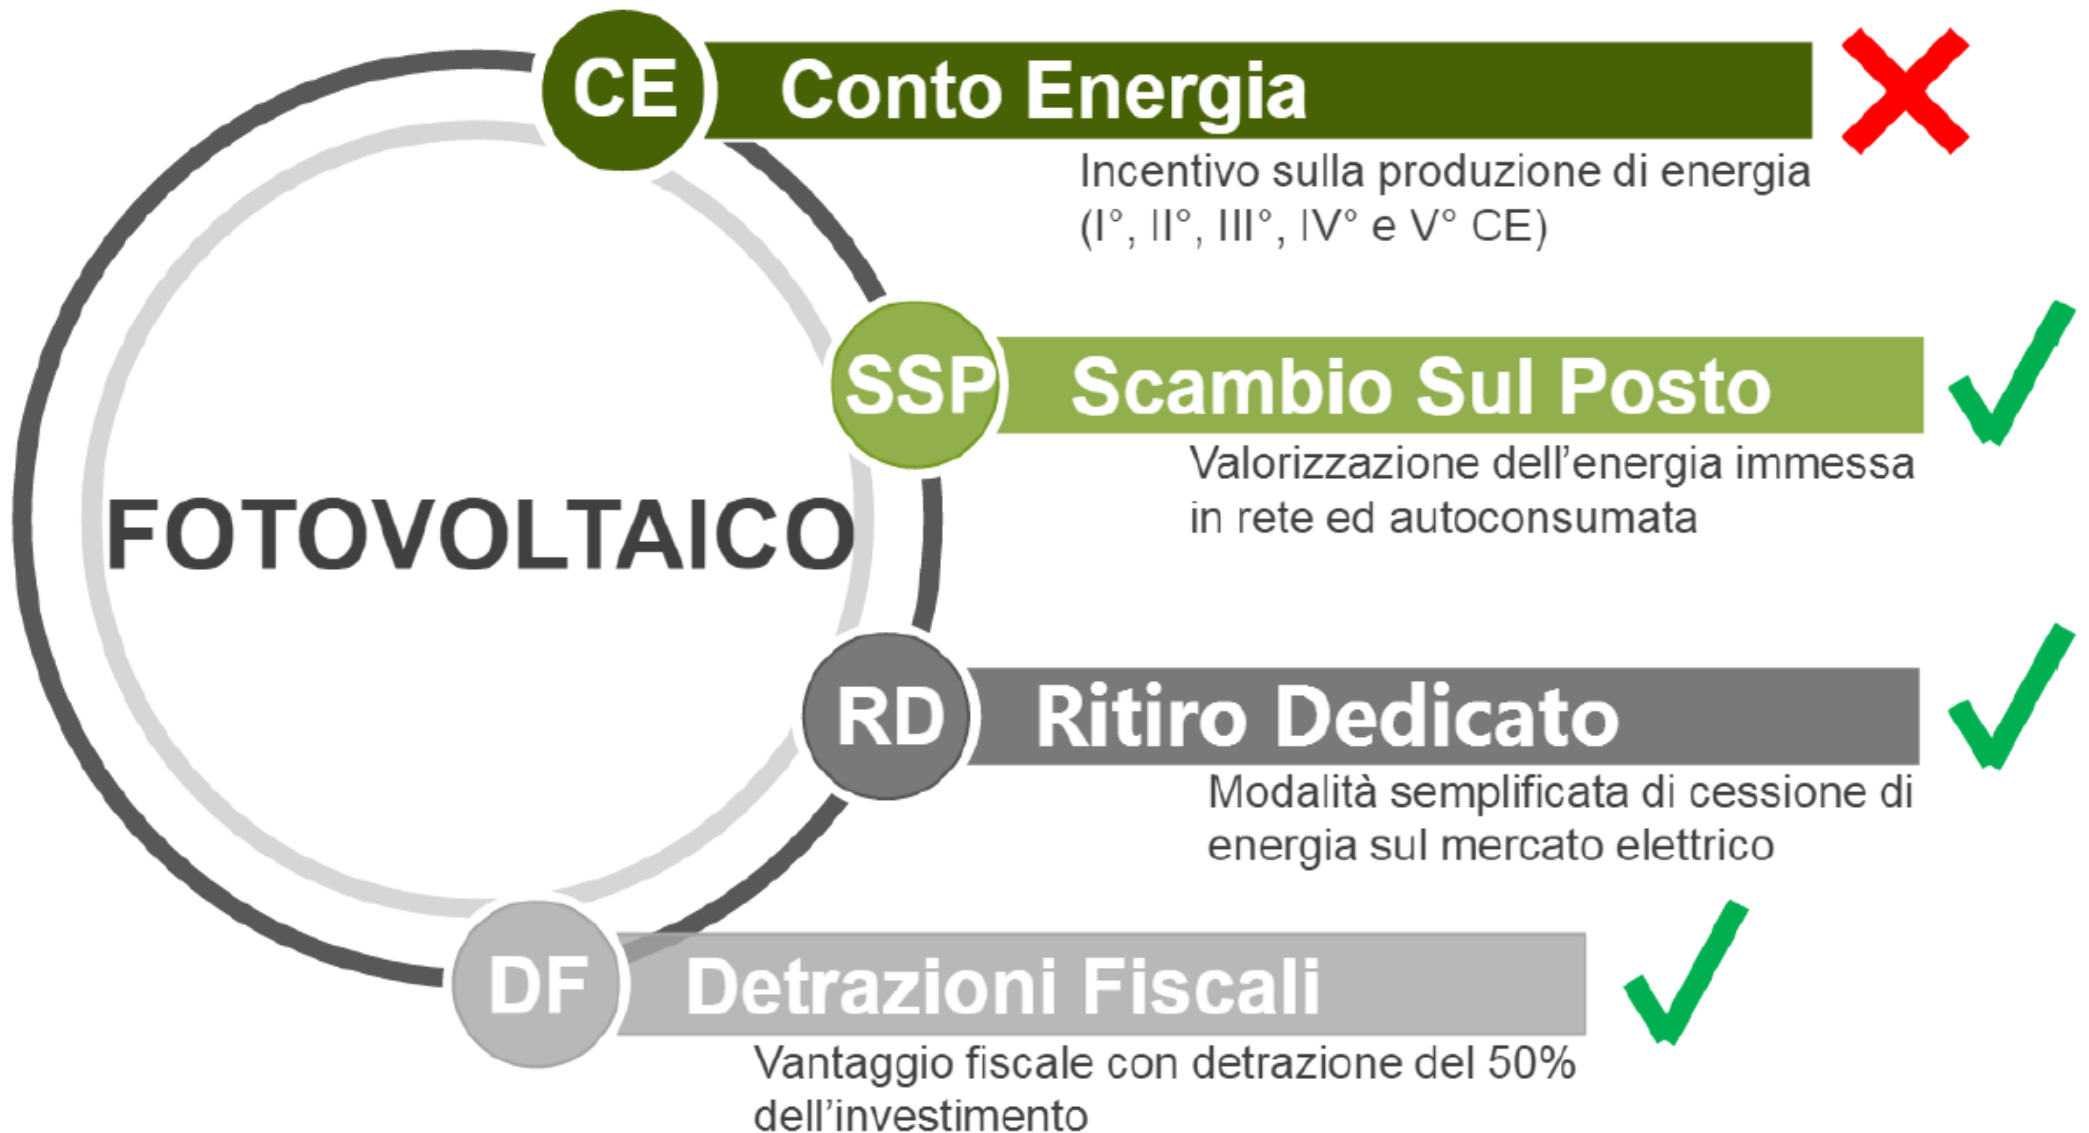 CE Conto Energia
Incentivo sulla produzione di energia
(I°, II°, III°, IV° e V° CE)
SSP Scambio Sul Posto
Valorizzazione dell’energia immessa
in rete ed autoconsumata
FOTOVOLTAICO
RD Ritiro Dedicato
Modalità semplificata di cessione di
energia sul mercato elettrico
DF Detrazioni Fiscali
Vantaggio fiscale con detrazione del 50%
dell’investimento